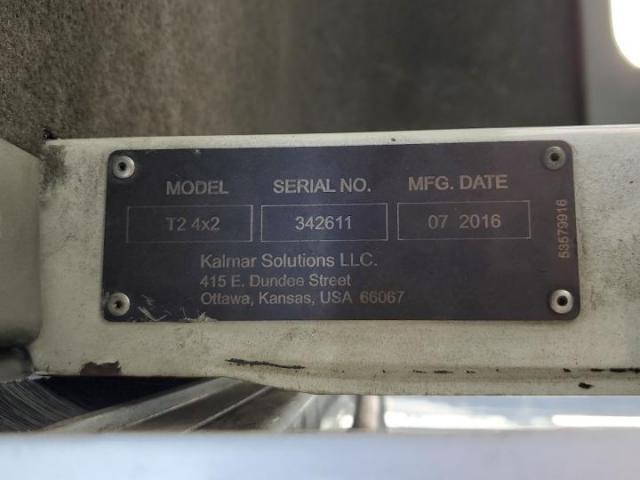 MODEL SERIAL NO. MFG. DATE
T2 4x2 342611 07 2016
Kalmar Solutions LLC.
415 E. Dundee Street
Ottawa, Kansas, USA 66067
53579916